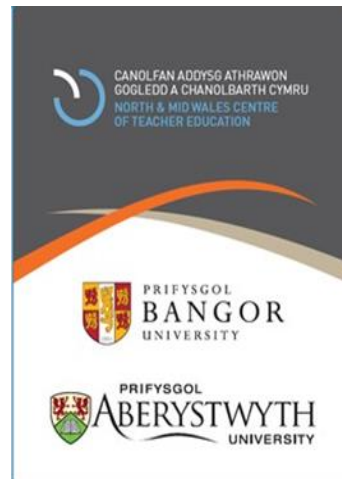 CANOLFAN ADDYSG ATHRAWON
GOGLEDD A CHANOLBARTH CYMRU
NORTH & MID WALES CENTRE
OF TEACHER EDUCATION
PRIFYSGOL
BANGOR
UNIVERSITY
PRIFYSGOL
ABERYSTWYTH
UNIVERSITY